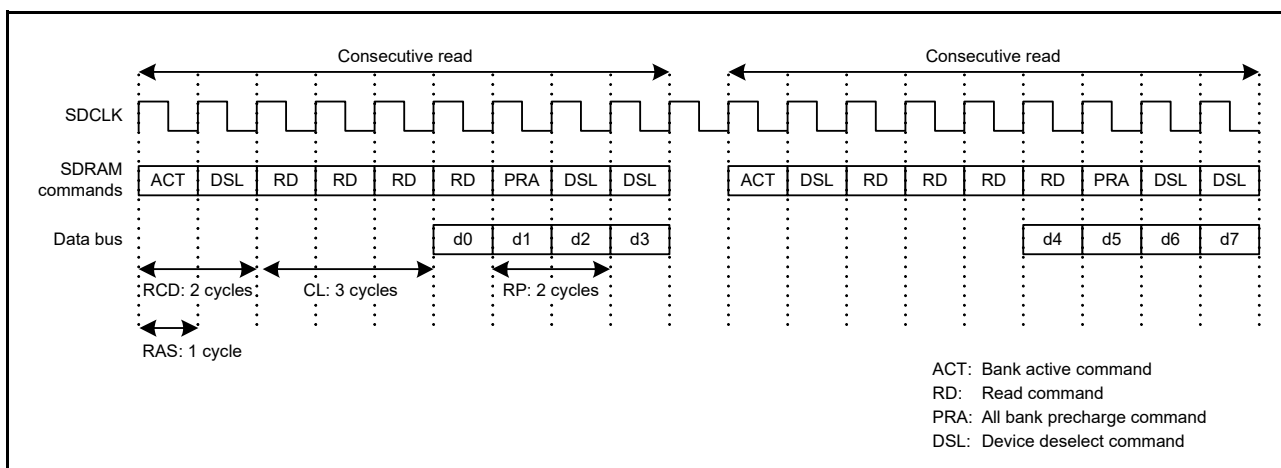 Consecutive read Consecutive read
SDCLK
SDRAM
commands
ACT DSL RD RD RD RD PRA DSL DSL ACT DSL RD RD RD RD PRA DSL DSL
Data bus d0 d1 d2 d3 d4 d5 d6 d7
RCD: 2 cycles CL: 3 cycles RP: 2 cycles
RAS: 1 cycle
ACT: Bank active command
RD: Read command
PRA: All bank precharge command
DSL: Device deselect command